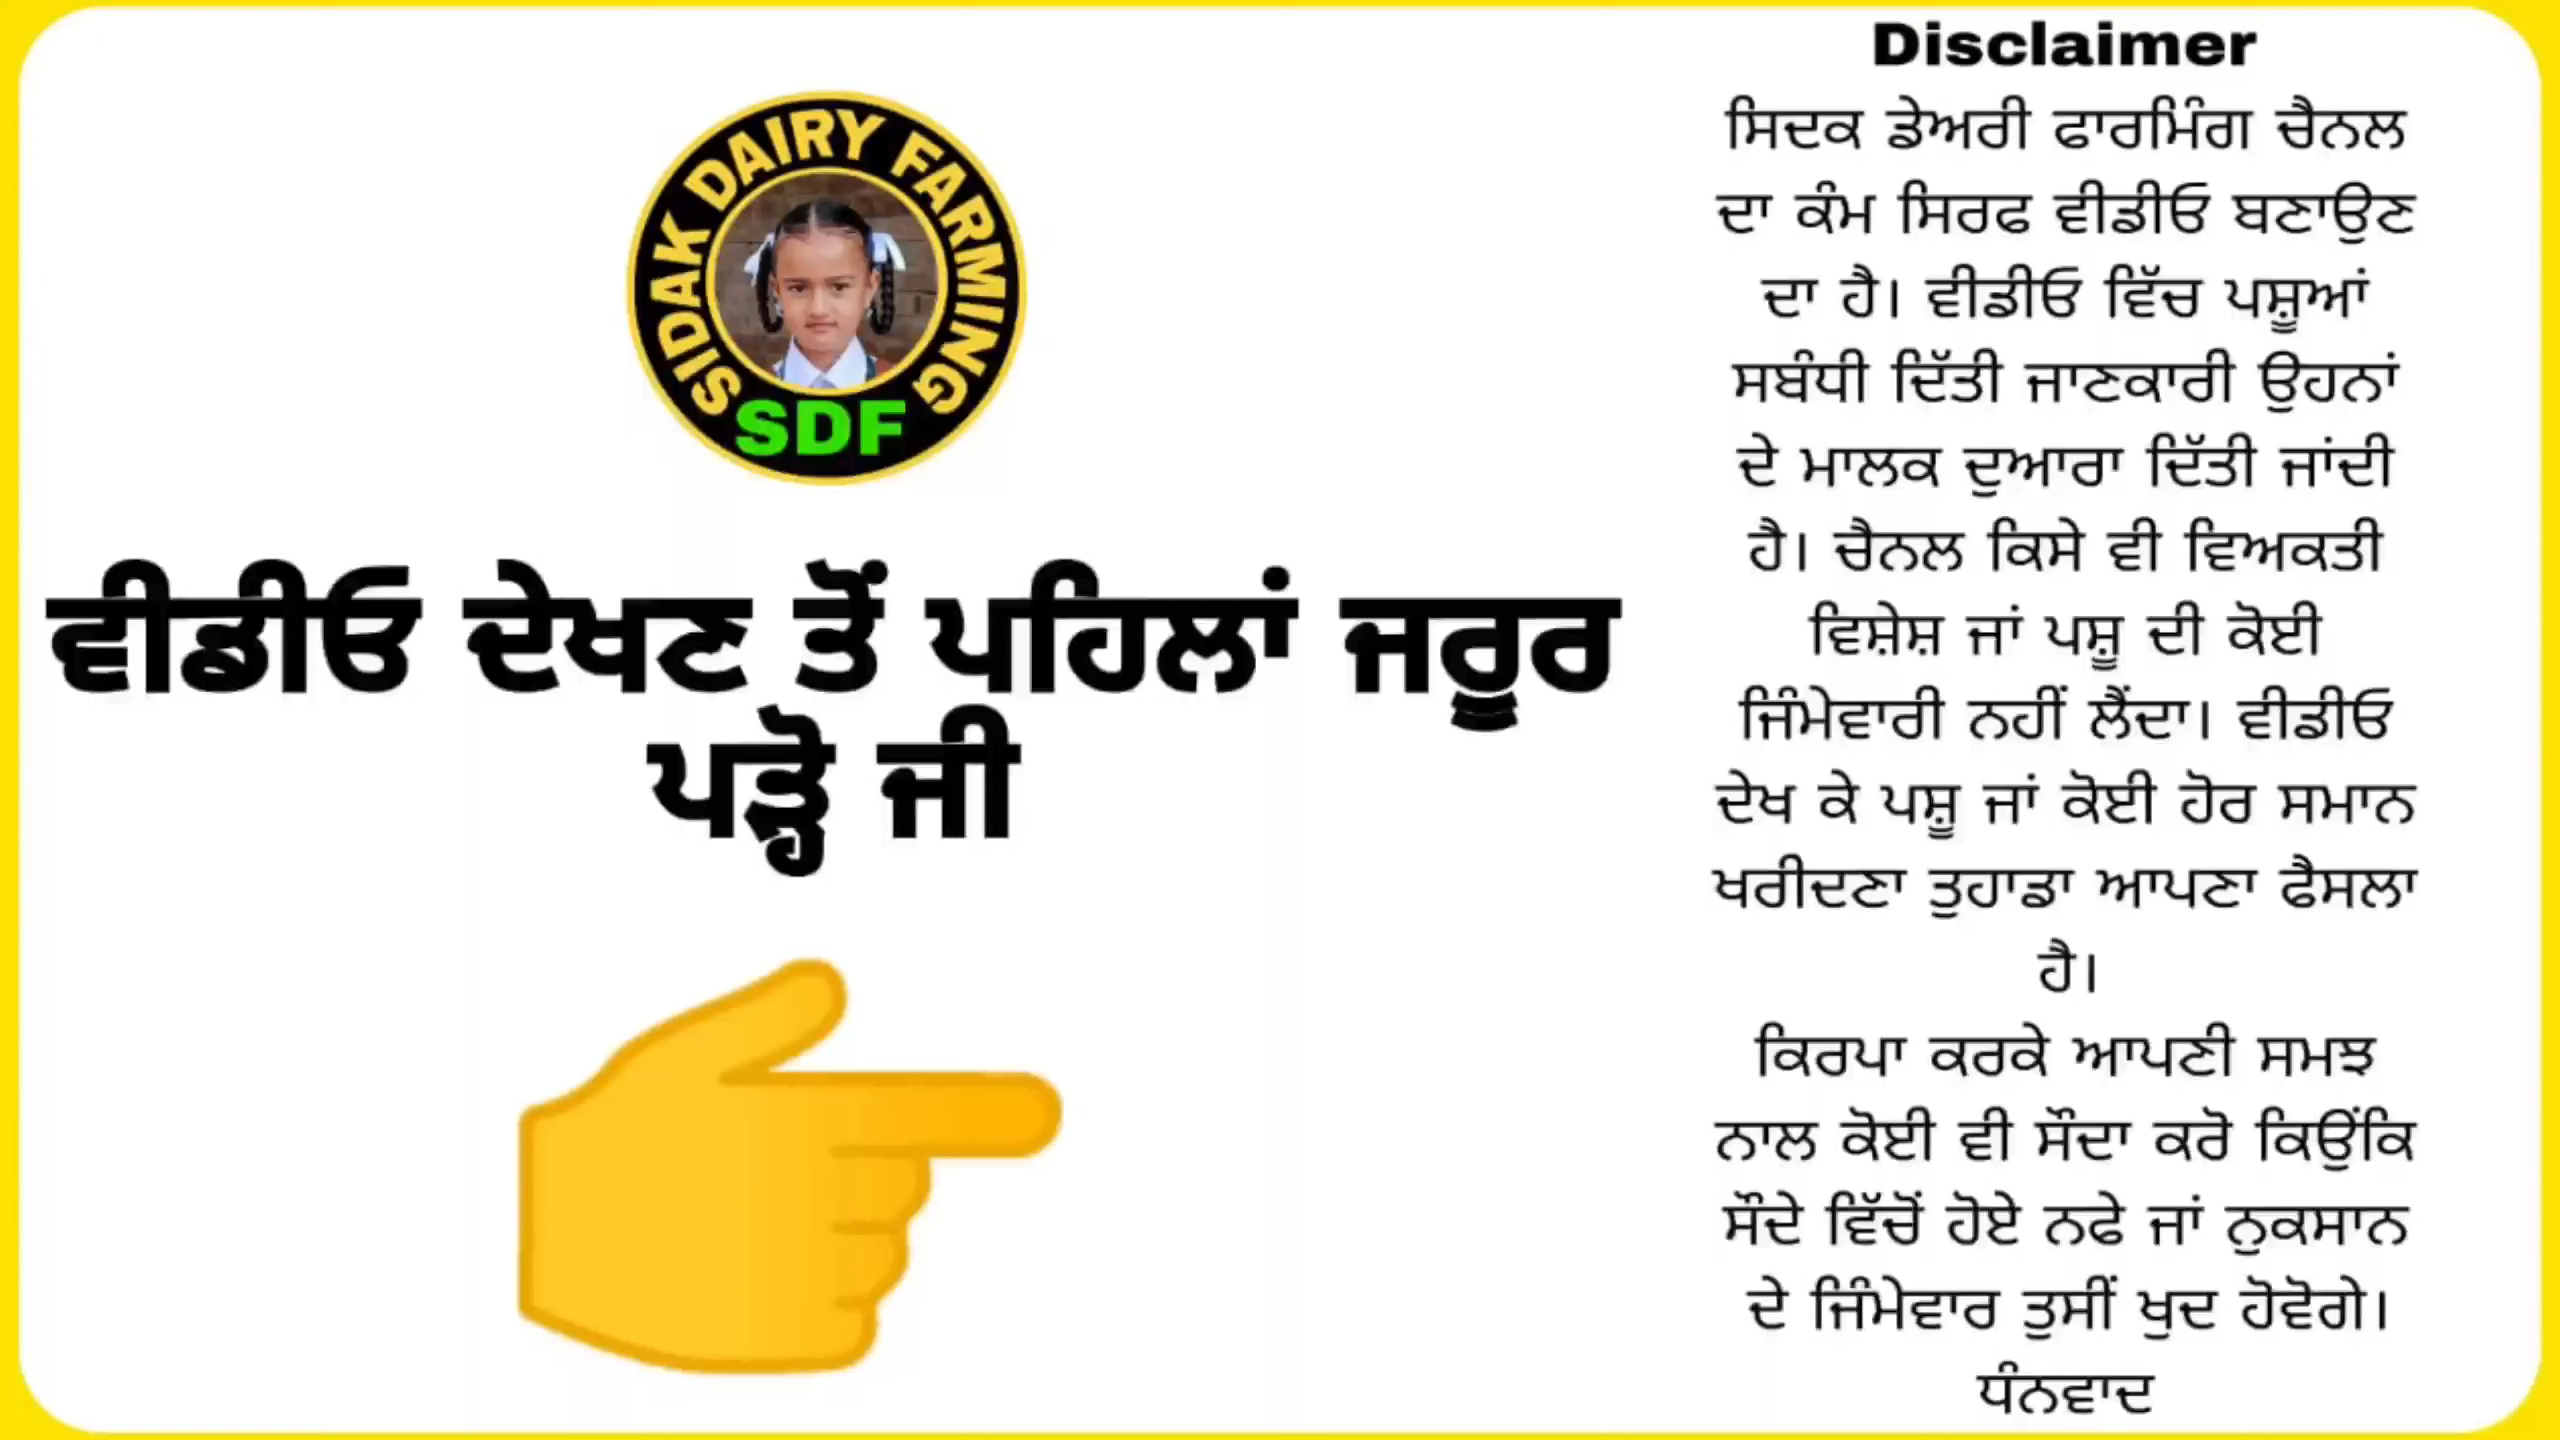 SIDAK DAIRY FARMING
SDF
ਵੀਡੀਓ ਦੇਖਣ ਤੋਂ ਪਹਿਲਾਂ ਜਰੂਰ
ਪੜ੍ਹੋ ਜੀ
Disclaimer
ਸਿਦਕ ਡੇਅਰੀ ਫਾਰਮਿੰਗ ਚੈਨਲ
ਦਾ ਕੰਮ ਸਿਰਫ ਵੀਡੀਓ ਬਣਾਉਣ
ਦਾ ਹੈ। ਵੀਡੀਓ ਵਿੱਚ ਪਸ਼ੂਆਂ
ਸਬੰਧੀ ਦਿੱਤੀ ਜਾਣਕਾਰੀ ਉਹਨਾਂ
ਦੇ ਮਾਲਕ ਦੁਆਰਾ ਦਿੱਤੀ ਜਾਂਦੀ
ਹੈ। ਚੈਨਲ ਕਿਸੇ ਵੀ ਵਿਅਕਤੀ
ਵਿਸ਼ੇਸ਼ ਜਾਂ ਪਸ਼ੂ ਦੀ ਕੋਈ
ਜਿੰਮੇਵਾਰੀ ਨਹੀਂ ਲੈਂਦਾ। ਵੀਡੀਓ
ਦੇਖ ਕੇ ਪਸ਼ੂ ਜਾਂ ਕੋਈ ਹੋਰ ਸਮਾਨ
ਖਰੀਦਣਾ ਤੁਹਾਡਾ ਆਪਣਾ ਫੈਸਲਾ
ਹੈ।
ਕਿਰਪਾ ਕਰਕੇ ਆਪਣੀ ਸਮਝ
ਨਾਲ ਕੋਈ ਵੀ ਸੌਦਾ ਕਰੋ ਕਿਉਂਕਿ
ਸੌਦੇ ਵਿੱਚੋਂ ਹੋਏ ਨਫੇ ਜਾਂ ਨੁਕਸਾਨ
ਦੇ ਜਿੰਮੇਵਾਰ ਤੁਸੀਂ ਖੁਦ ਹੋਵੋਗੇ।
ਧੰਨਵਾਦ